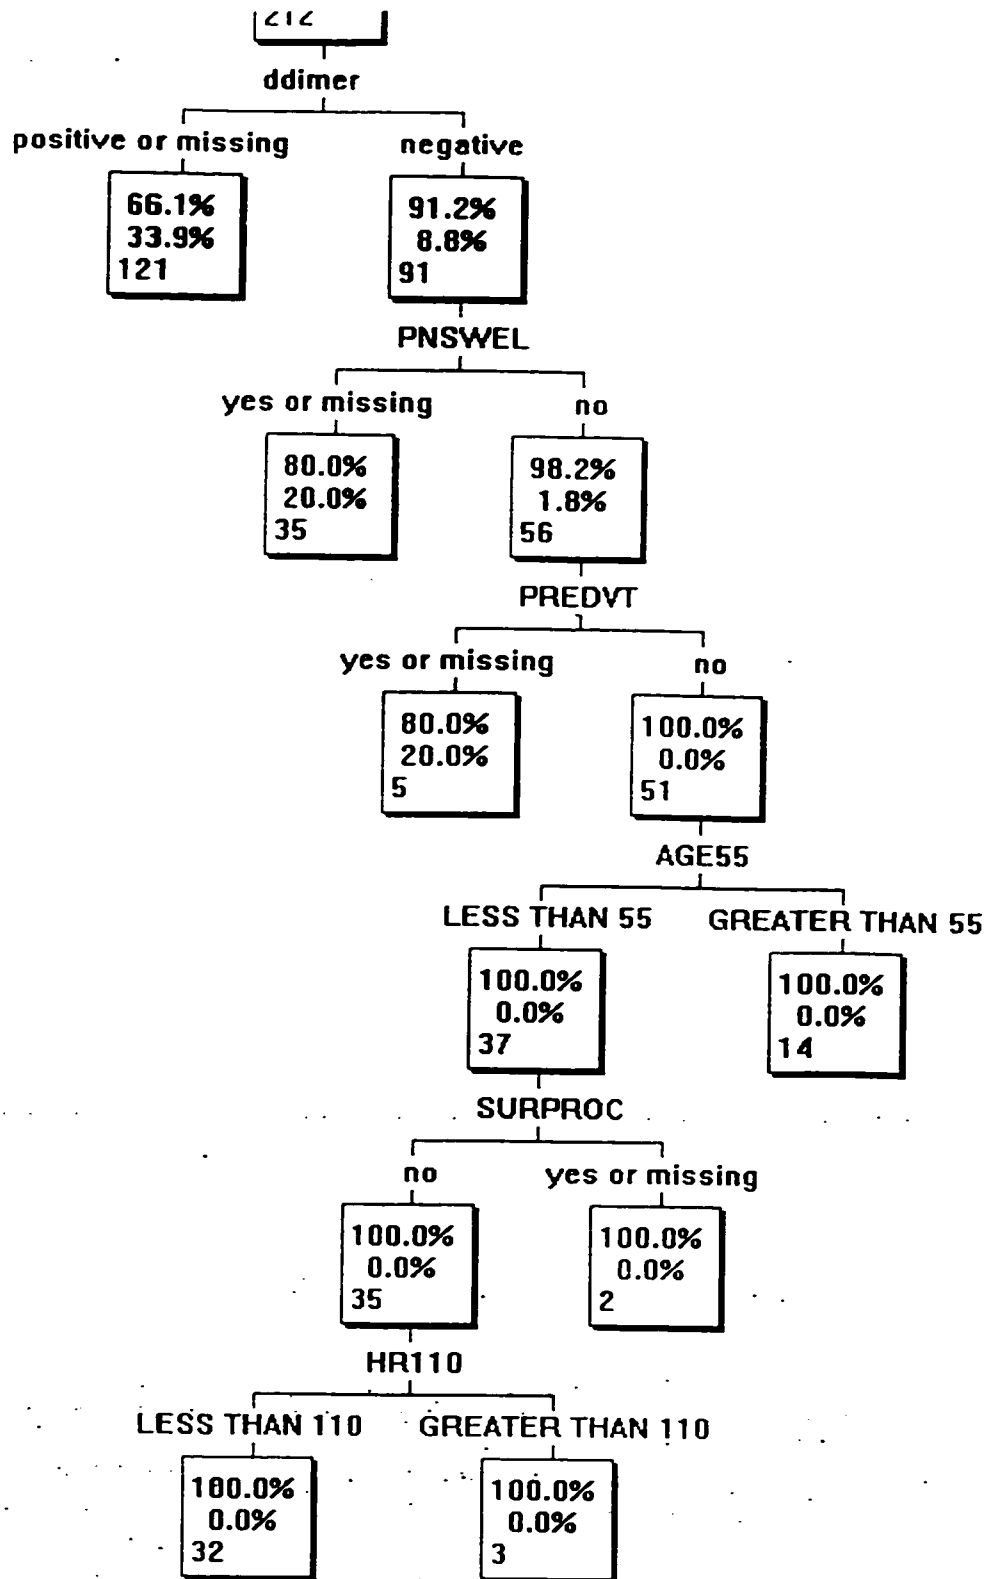 212
ddimer
positive or missing
negative
66.1%
33.9%
121
91.2%
8.8%
91
PNSWEL
yes or missing
no
80.0%
20.0%
35
98.2%
1.8%
56
PREDVT
yes or missing
no
80.0%
20.0%
5
100.0%
0.0%
51
AGE55
LESS THAN 55
GREATER THAN 55
100.0%
0.0%
37
100.0%
0.0%
14
SURPROC
no
yes or missing
100.0%
0.0%
35
100.0%
0.0%
2
HR110
LESS THAN 110
GREATER THAN 110
100.0%
0.0%
32
100.0%
0.0%
3